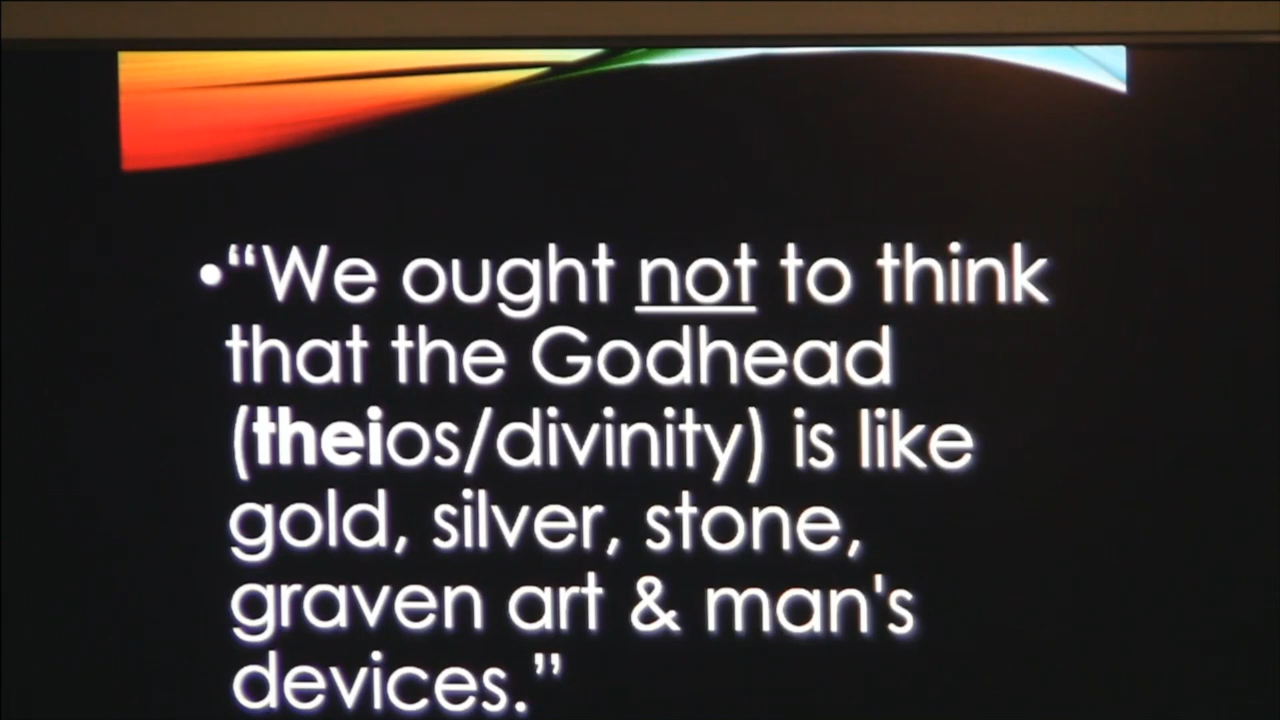 •“We ought not to think
that the Godhead
(theios/divinity) is like
gold, silver, stone,
graven art & man's
devices.”